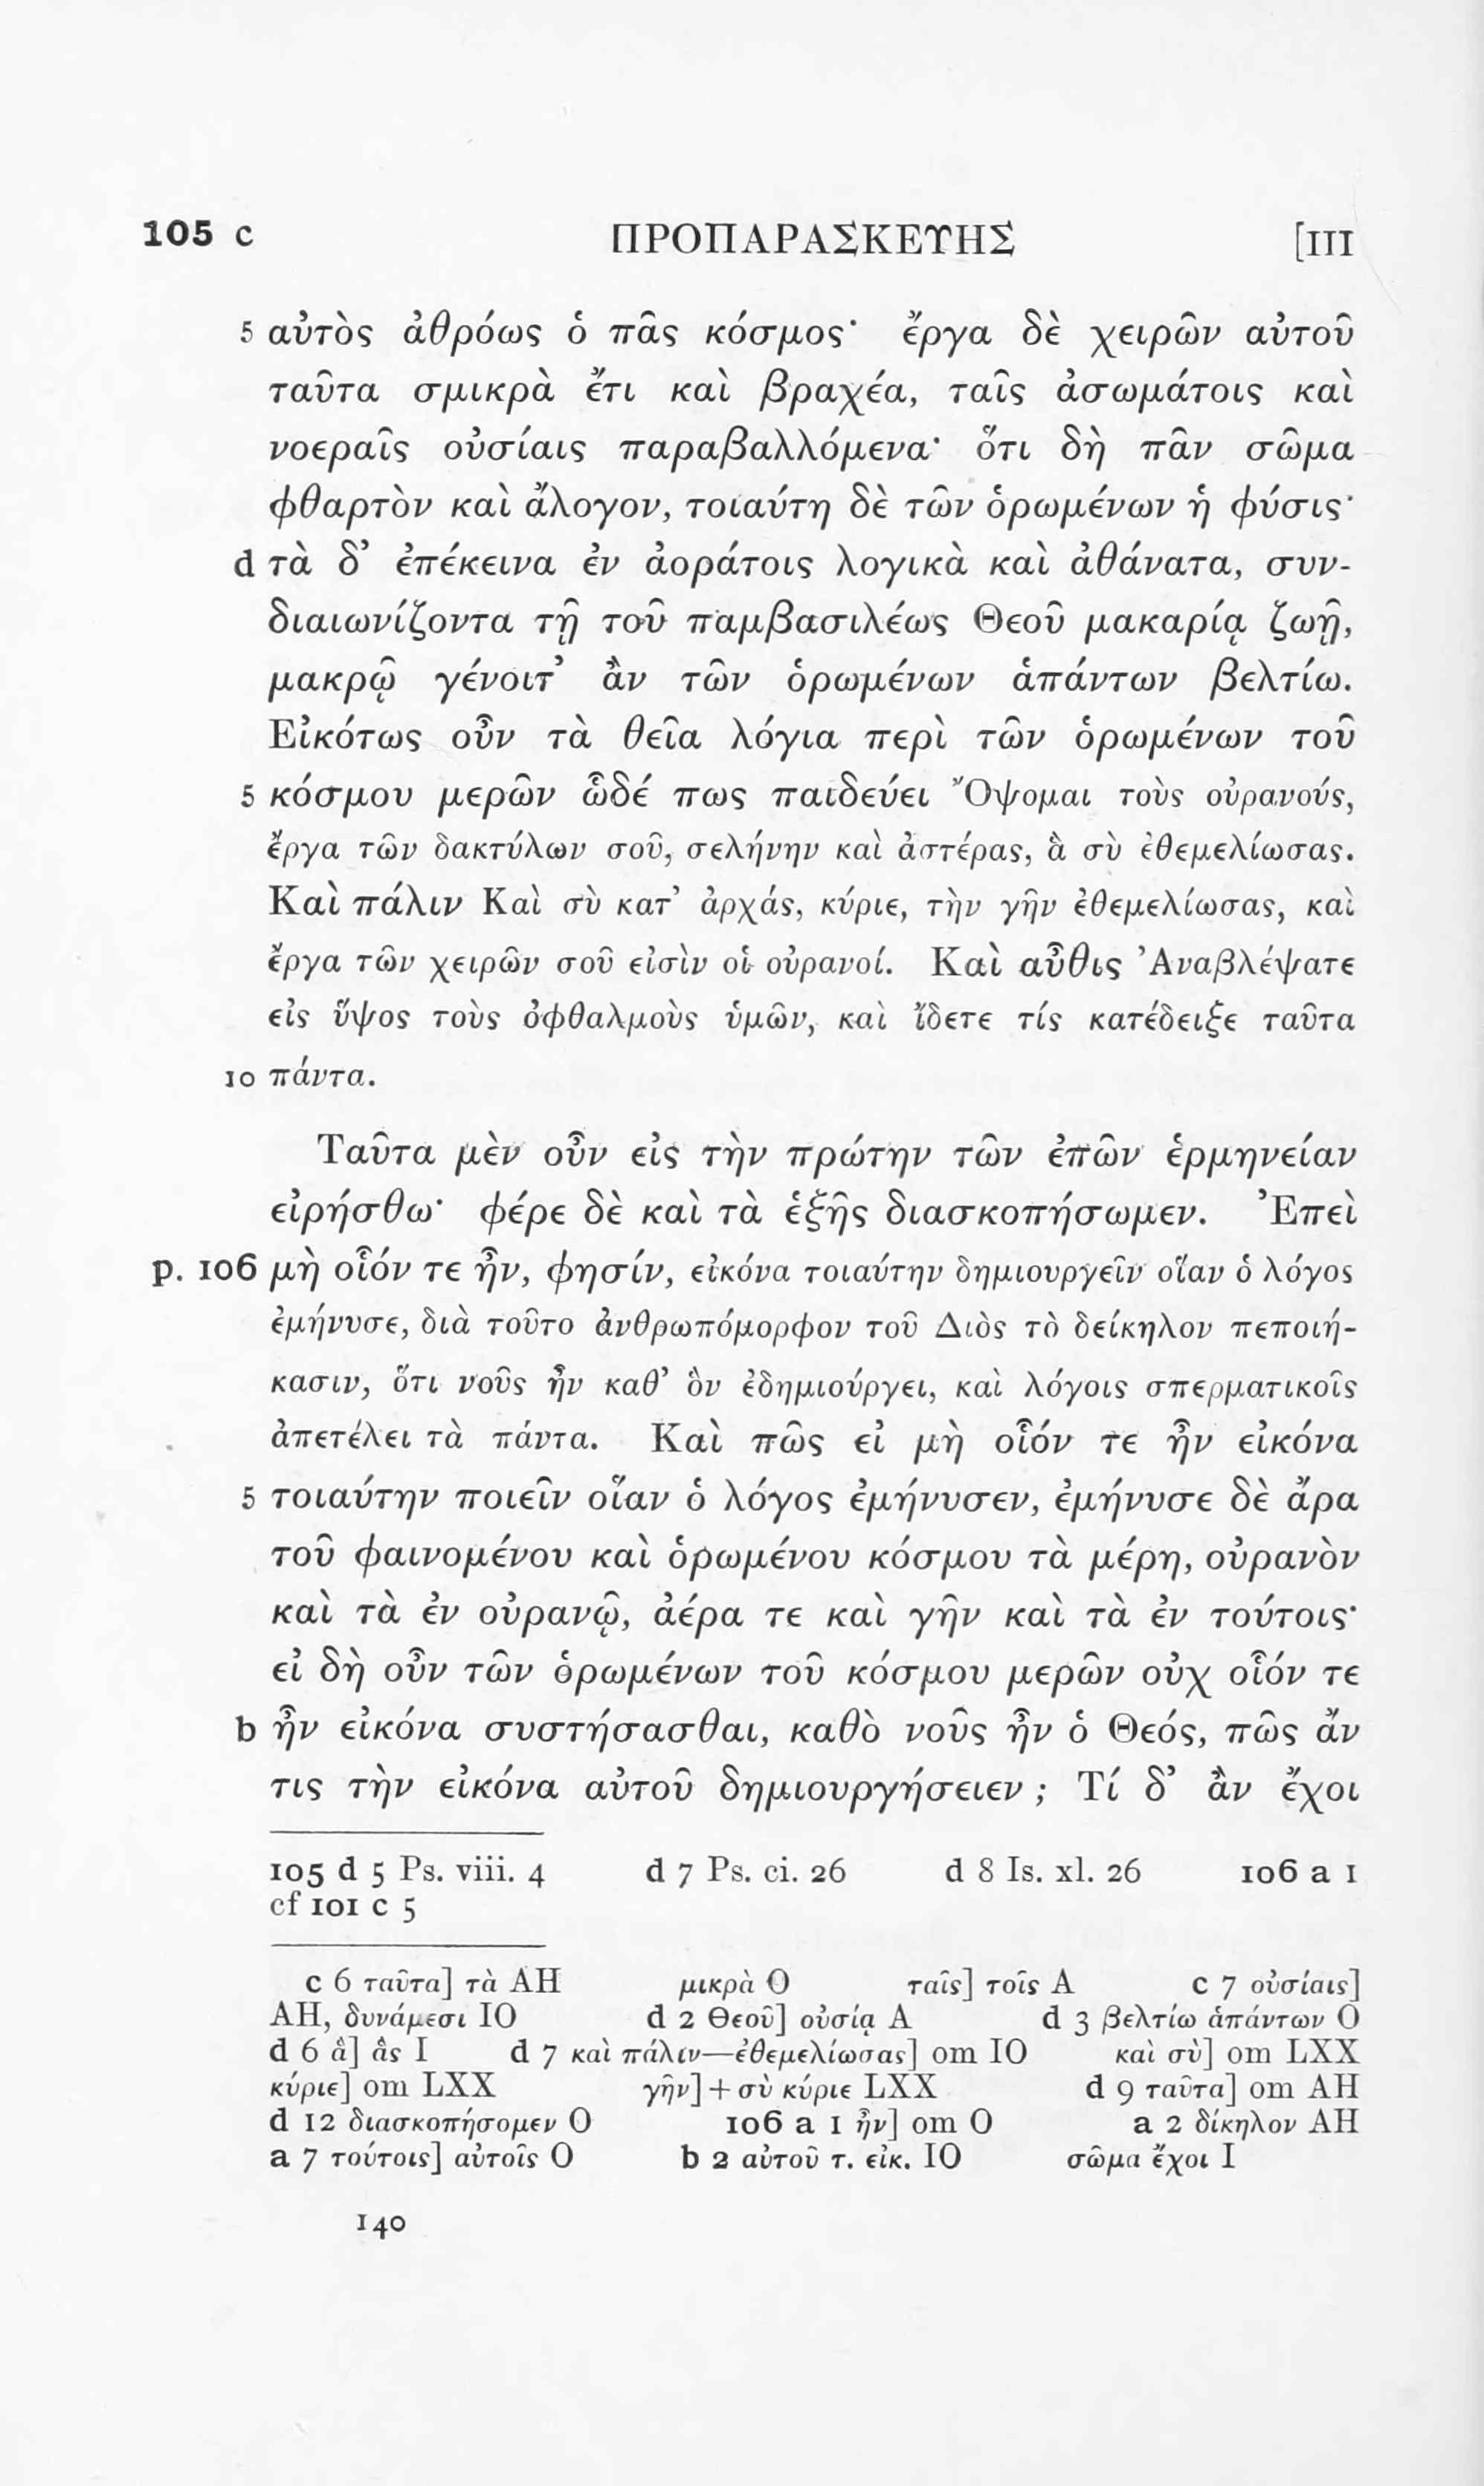 105 c ΠΡΟΠΑΡΑΣΚΕΥΗΣ [III
5 αὐτὸς ἀθρόως ὁ πᾶς κόσμος· ἔργα δὲ χειρῶν αὐτοῦ
ταῦτα σμικρὰ ἔτι καὶ βραχέα, ταῖς ἀσωμάτοις καὶ
νοεραῖς οὐσίαις παραβαλλόμενα· ὅτι δὴ πᾶν σῶμα
φθαρτὸν καὶ ἄλογον, τοιαύτη δὲ τῶν ὁρωμένων ἡ φύσις·
d τὰ δ’ ἐπέκεινα ἐν ἀοράτοις λογικὰ καὶ ἀθάνατα, συν-
διαιωνίζοντα τῇ τοῦ παμβασιλέως Θεοῦ μακαρίᾳ ζωῇ,
μακρῷ γένοιτ’ ἂν τῶν ὁρωμένων ἁπάντων βελτίω.
Εἰκότως οὖν τὰ θεῖα λόγια περὶ τῶν ὁρωμένων τοῦ
5 κόσμου μερῶν ὧδέ πως παιδεύει Ὄψομαι τοὺς οὐρανούς,
ἔργα τῶν δακτύλων σοῦ, σελήνην καὶ ἀστέρας, ἃ σὺ ἐθεμελίωσας.
Καὶ πάλιν Καὶ σὺ κατ’ ἀρχάς, κύριε, τὴν γῆν ἐθεμελίωσας, καὶ
ἔργα τῶν χειρῶν σοῦ εἰσὶν οἱ οὐρανοί. Καὶ αὖθις Ἀναβλέψατε
εἰς ὕψος τοὺς ὀφθαλμοὺς ὑμῶν, καὶ ἴδετε τίς κατέδειξε ταῦτα
10 πάντα.
Ταῦτα μὲν οὖν εἰς τὴν πρώτην τῶν ἐπῶν ἑρμηνείαν
εἰρήσθω· φέρε δὲ καὶ τὰ ἑξῆς διασκοπήσωμεν. Ἐπεὶ
p. 106 μὴ οἷόν τε ἦν, φησίν, εἰκόνα τοιαύτην δημιουργεῖν οἵαν ὁ λόγος
ἐμήνυσε, διὰ τοῦτο ἀνθρωπόμορφον τοῦ Διὸς τὸ δείκηλον πεποιή-
κασιν, ὅτι νοῦς ἦν καθ’ ὃν ἐδημιούργει, καὶ λόγοις σπερματικοῖς
ἀπετέλει τὰ πάντα. Καὶ πῶς εἰ μὴ οἷόν τε ἦν εἰκόνα
5 τοιαύτην ποιεῖν οἵαν ὁ λόγος ἐμήνυσεν, ἐμήνυσε δὲ ἄρα
τοῦ φαινομένου καὶ ὁρωμένου κόσμου τὰ μέρη, οὐρανὸν
καὶ τὰ ἐν οὐρανῷ, ἀέρα τε καὶ γῆν καὶ τὰ ἐν τούτοις·
εἰ δὴ οὖν τῶν ὁρωμένων τοῦ κόσμου μερῶν οὐχ οἷόν τε
b ἦν εἰκόνα συστήσασθαι, καθὸ νοῦς ἦν ὁ Θεός, πῶς ἄν
τις τὴν εἰκόνα αὐτοῦ δημιουργήσειεν; Τί δ’ ἂν ἔχοι
105 d 5 Ps. viii. 4 d 7 Ps. ci. 26 d 8 Is. xl. 26 106 a 1
cf 101 c 5
c 6 ταῦτα] τὰ AH μικρὰ O ταῖς] τοῖς A c 7 οὐσίαις]
AH, δυνάμεσι IO d 2 Θεοῦ] οὐσίᾳ A d 3 βελτίω ἁπάντων O
d 6 ἃ] ἃς I d 7 καὶ πάλιν—ἐθεμελίωσας] om IO καὶ σὺ] om LXX
κύριε] om LXX γῆν]+σὺ κύριε LXX d 9 ταῦτα] om AH
d 12 διασκοπήσομεν O 106 a 1 ἦν] om O a 2 δίκηλον AH
a 7 τούτοις] αὐτοῖς O b 2 αὐτοῦ τ. εἰκ. IO σῶμα ἔχοι I
140